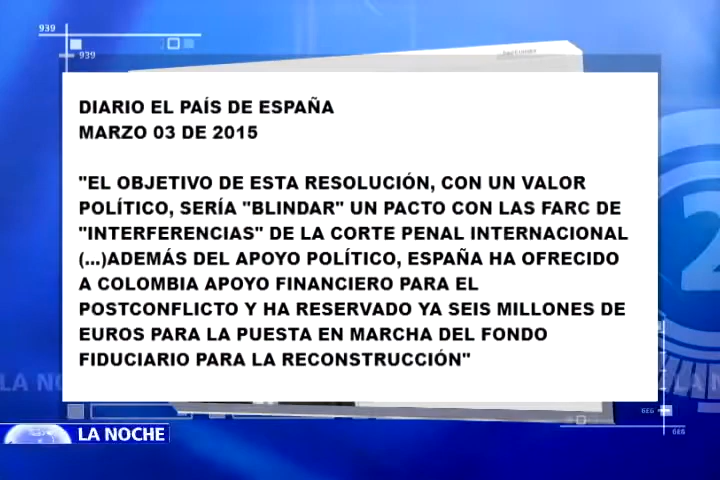 939
939
DIARIO EL PAÍS DE ESPAÑA
MARZO 03 DE 2015
"EL OBJETIVO DE ESTA RESOLUCIÓN, CON UN VALOR
POLÍTICO, SERÍA "BLINDAR" UN PACTO CON LAS FARC DE
"INTERFERENCIAS" DE LA CORTE PENAL INTERNACIONAL
(...)ADEMÁS DEL APOYO POLÍTICO, ESPAÑA HA OFRECIDO
A COLOMBIA APOYO FINANCIERO PARA EL
POSTCONFLICTO Y HA RESERVADO YA SEIS MILLONES DE
EUROS PARA LA PUESTA EN MARCHA DEL FONDO
FIDUCIARIO PARA LA RECONSTRUCCIÓN"
2
LA NO
LA NOCHE